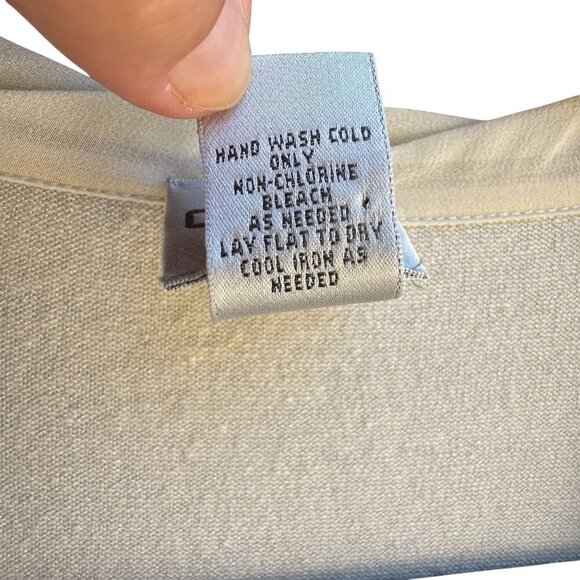 HAND WASH COLD
ONLY
NON-CHLORINE
BLEACH
AS NEEDED
LAY FLAT TO DRY
COOL IRON AS
NEEDED